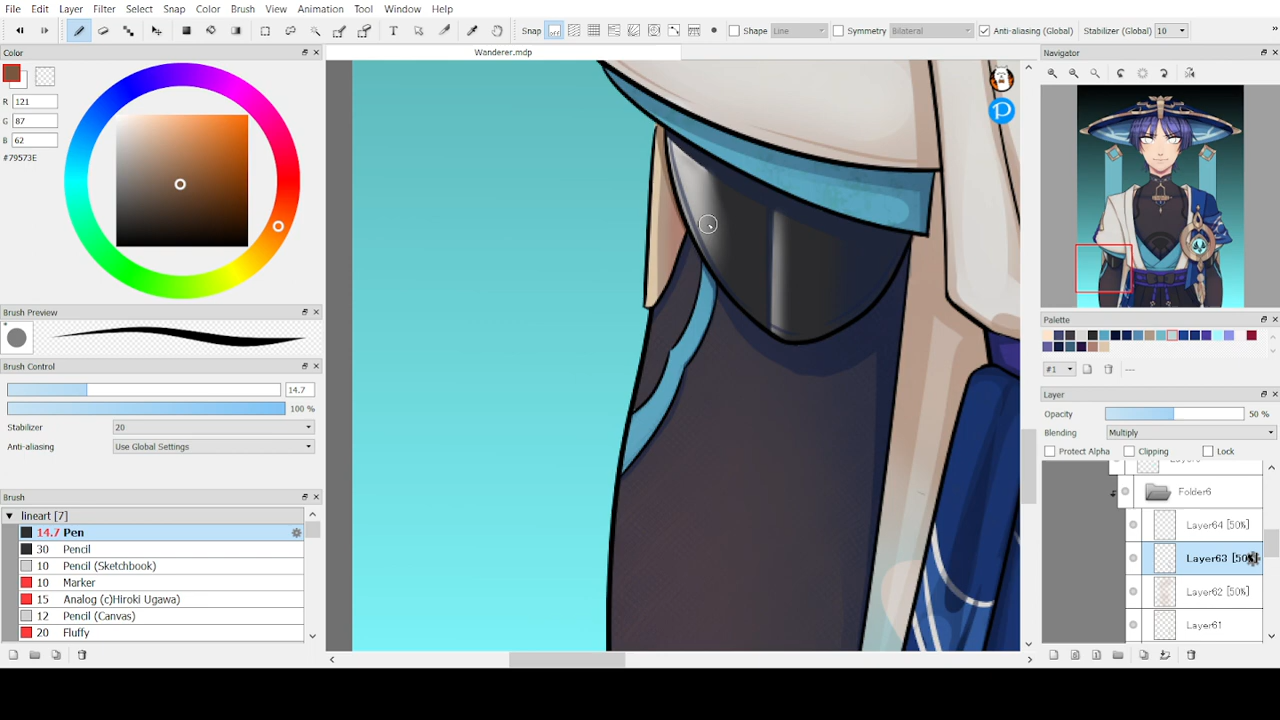 File Edit Layer Filter Select Snap Color Brush View Animation Tool Window Help
Snap Shape Line Symmetry Bilateral Anti-aliasing (Global) Stabilizer (Global) 10 »
Color
Wanderer.mdp
Navigator
R 121
G 87
B 62
#79573E
Brush Preview
Palette
Brush Control
#1 ---
14.7
100 %
Layer
Opacity 50 %
Stabilizer 20
Blending Multiply
Anti-aliasing Use Global Settings
Protect Alpha Clipping Lock
Folder6
Brush
lineart [7]
Layer64 [50%]
14.7 Pen
30 Pencil
Layer63 [50%]
10 Pencil (Sketchbook)
10 Marker
Layer62 [50%]
15 Analog (c)Hiroki Ugawa)
12 Pencil (Canvas)
Layer61
20 Fluffy